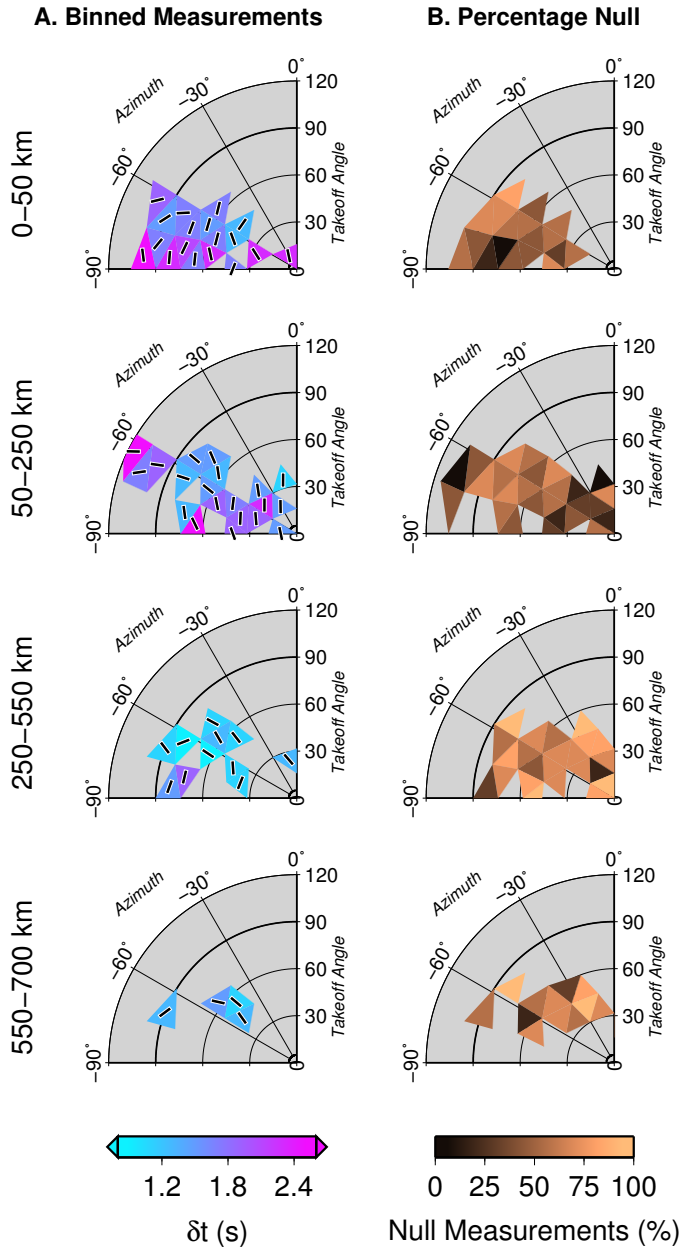 A. Binned Measurements
B. Percentage Null
0–50 km
0°
−30°
−60°
−90°
Azimuth
120
90
60
30
0
Takeoff Angle
0°
−30°
−60°
−90°
Azimuth
120
90
60
30
0
Takeoff Angle
50–250 km
0°
−30°
−60°
−90°
Azimuth
120
90
60
30
0
Takeoff Angle
0°
−30°
−60°
−90°
Azimuth
120
90
60
30
0
Takeoff Angle
250–550 km
0°
−30°
−60°
−90°
Azimuth
120
90
60
30
0
Takeoff Angle
0°
−30°
−60°
−90°
Azimuth
120
90
60
30
0
Takeoff Angle
550–700 km
0°
−30°
−60°
−90°
Azimuth
120
90
60
30
0
Takeoff Angle
0°
−30°
−60°
−90°
Azimuth
120
90
60
30
0
Takeoff Angle
1.2 1.8 2.4
δt (s)
0 25 50 75 100
Null Measurements (%)